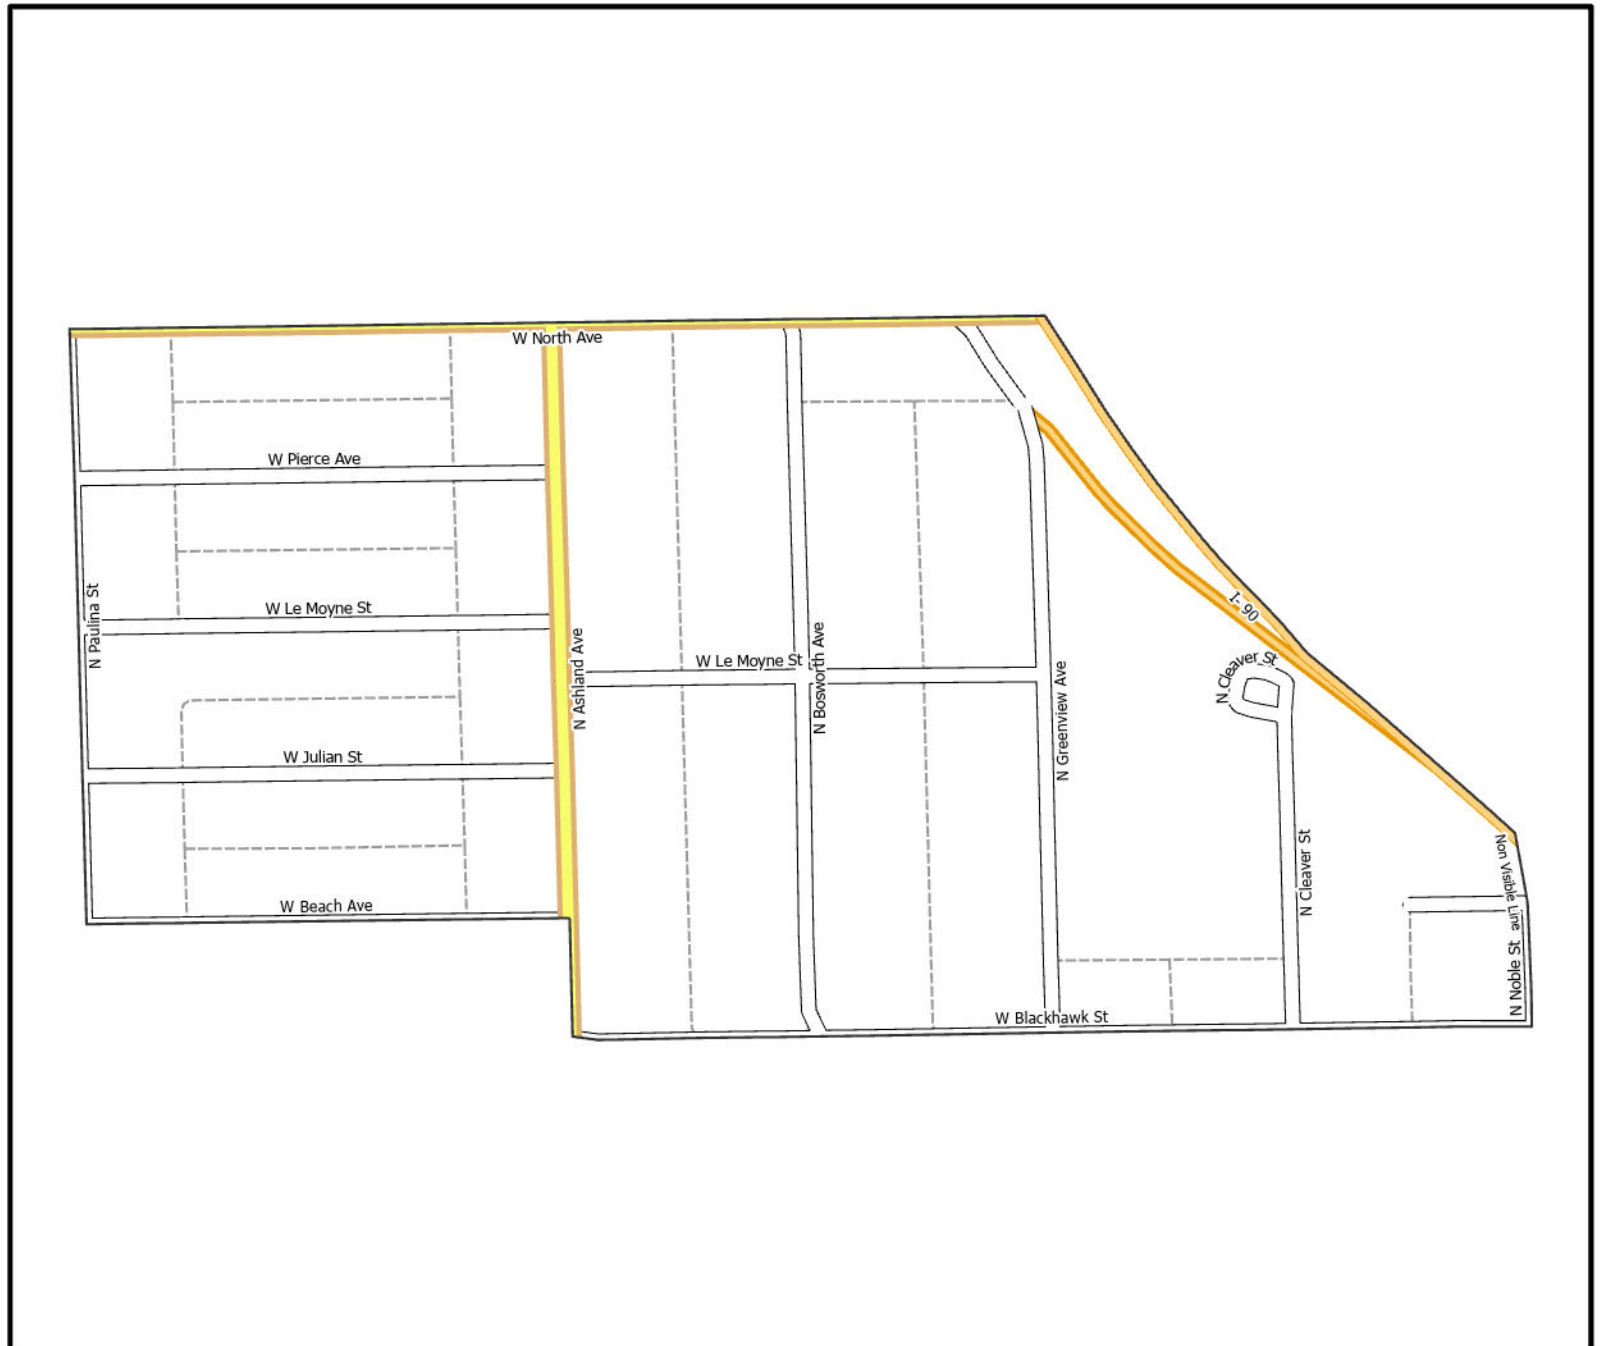 W North Ave
W Pierce Ave
N Paulina St
W Le Moyne St
I- 90
N Ashland Ave
W Le Moyne St
N Bosworth Ave
N Greenview Ave
N Cleaver St
W Julian St
N Cleaver St
Non Visible Line
W Beach Ave
N Noble St
W Blackhawk St